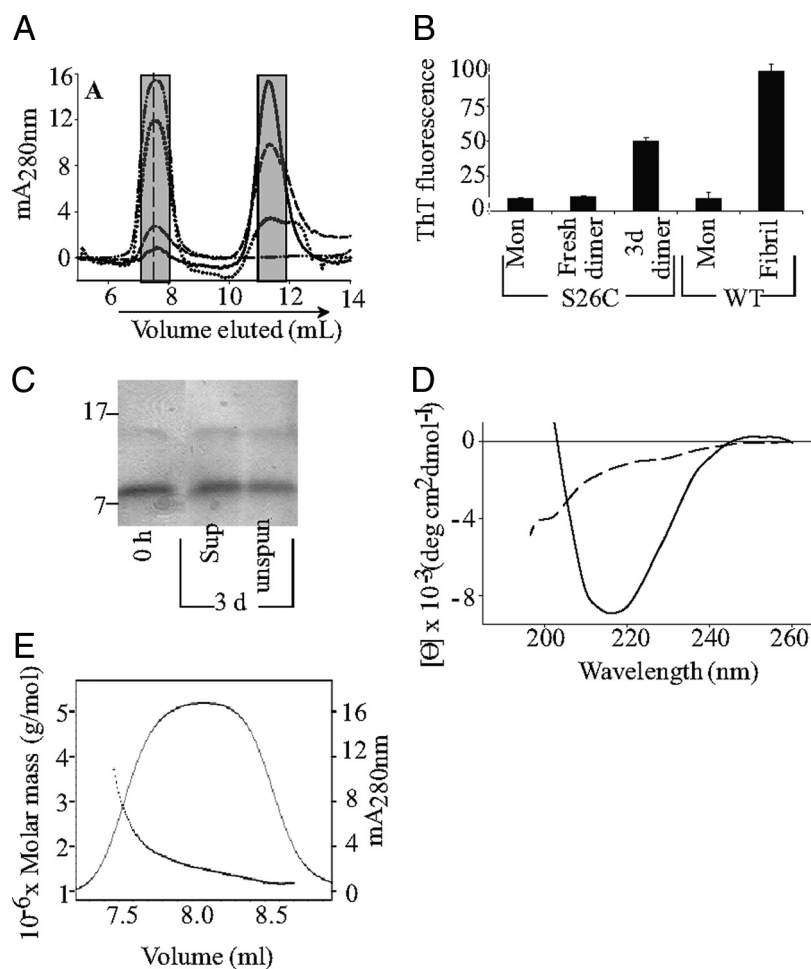 A
A
mA280nm
16
12
8
4
0
6 8 10 12 14
Volume eluted (mL)
B
ThT fluorescence
100
75
50
25
0
Mon
Fresh
dimer
3d
dimer
Mon
Fibril
S26C
WT
C
17
7
0 h
Sup
unspun
3 d
D
[Θ] x 10-3(deg cm2dmol-1)
0
-4
-8
200 220 240 260
Wavelength (nm)
E
10-6x Molar mass (g/mol)
5
4
3
2
1
16
12
8
4
0
mA280nm
7.5 8.0 8.5
Volume (ml)